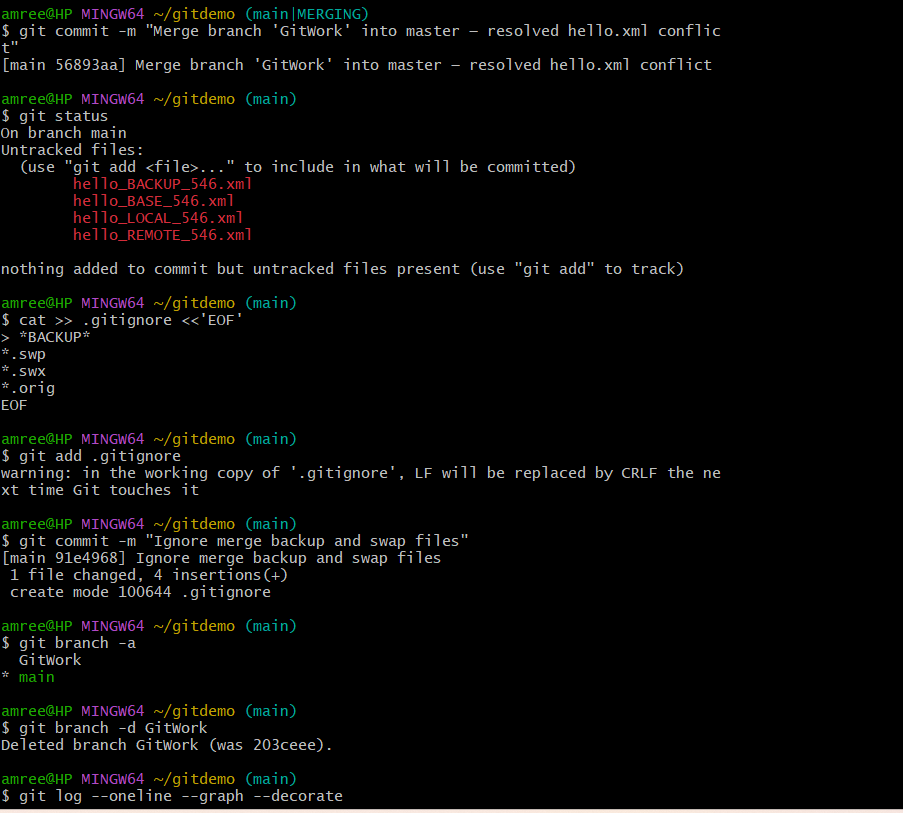 amree@HP MINGW64 ~/gitdemo (main|MERGING)
$ git commit -m "Merge branch 'GitWork' into master – resolved hello.xml conflic
t"
[main 56893aa] Merge branch 'GitWork' into master – resolved hello.xml conflict
amree@HP MINGW64 ~/gitdemo (main)
$ git status
On branch main
Untracked files:
  (use "git add <file>..." to include in what will be committed)
        hello_BACKUP_546.xml
        hello_BASE_546.xml
        hello_LOCAL_546.xml
        hello_REMOTE_546.xml
nothing added to commit but untracked files present (use "git add" to track)
amree@HP MINGW64 ~/gitdemo (main)
$ cat >> .gitignore <<'EOF'
> *BACKUP*
*.swp
*.swx
*.orig
EOF
amree@HP MINGW64 ~/gitdemo (main)
$ git add .gitignore
warning: in the working copy of '.gitignore', LF will be replaced by CRLF the ne
xt time Git touches it
amree@HP MINGW64 ~/gitdemo (main)
$ git commit -m "Ignore merge backup and swap files"
[main 91e4968] Ignore merge backup and swap files
 1 file changed, 4 insertions(+)
 create mode 100644 .gitignore
amree@HP MINGW64 ~/gitdemo (main)
$ git branch -a
  GitWork
* main
amree@HP MINGW64 ~/gitdemo (main)
$ git branch -d GitWork
Deleted branch GitWork (was 203ceee).
amree@HP MINGW64 ~/gitdemo (main)
$ git log --oneline --graph --decorate